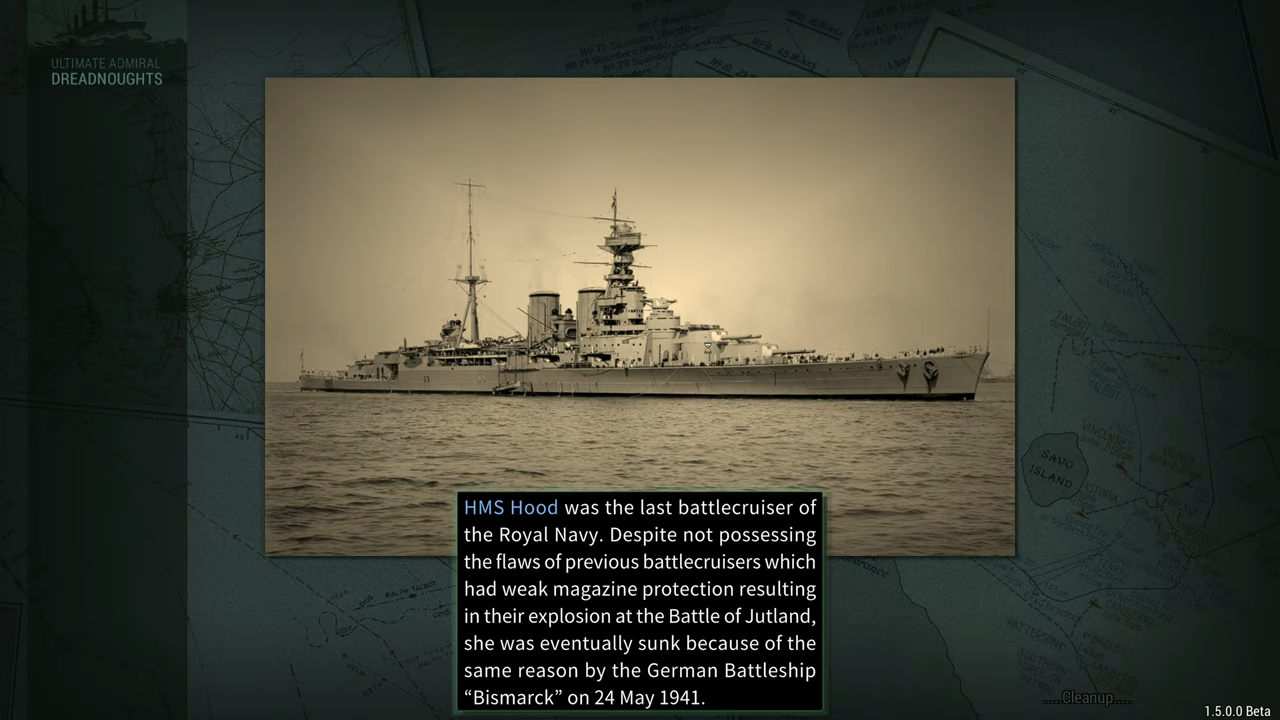 ULTIMATE ADMIRAL
DREADNOUGHTS
HMS Hood was the last battlecruiser of
the Royal Navy. Despite not possessing
the flaws of previous battlecruisers which
had weak magazine protection resulting
in their explosion at the Battle of Jutland,
she was eventually sunk because of the
same reason by the German Battleship
“Bismarck” on 24 May 1941.
SAVO
ISLAND
.....Cleanup.....
1.5.0.0 Beta